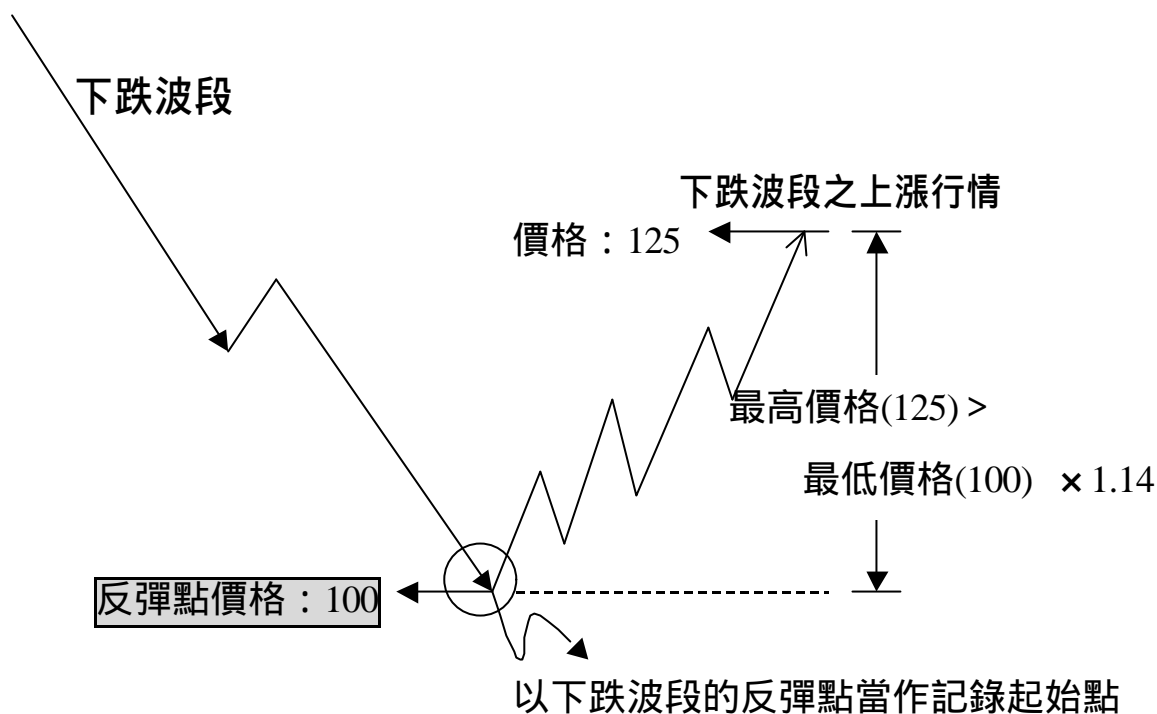 下跌波段
下跌波段之上漲行情
價格：125
最高價格(125) >
最低價格(100) × 1.14
反彈點價格：100
以下跌波段的反彈點當作記錄起始點